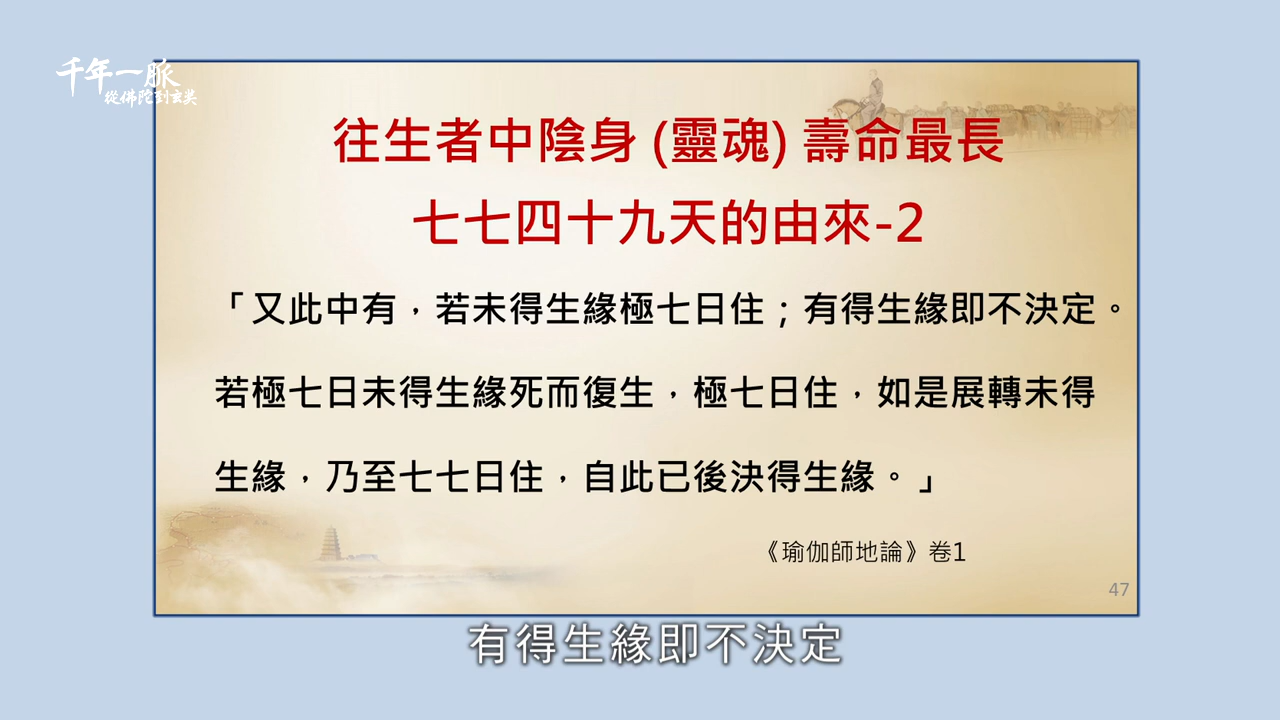 千年一脈
從佛陀到玄奘
往生者中陰身 (靈魂) 壽命最長
七七四十九天的由來-2
「又此中有，若未得生緣極七日住；有得生緣即不決定。
若極七日未得生緣死而復生，極七日住，如是展轉未得
生緣，乃至七七日住，自此已後決得生緣。」
《瑜伽師地論》卷1
47
有得生緣即不決定